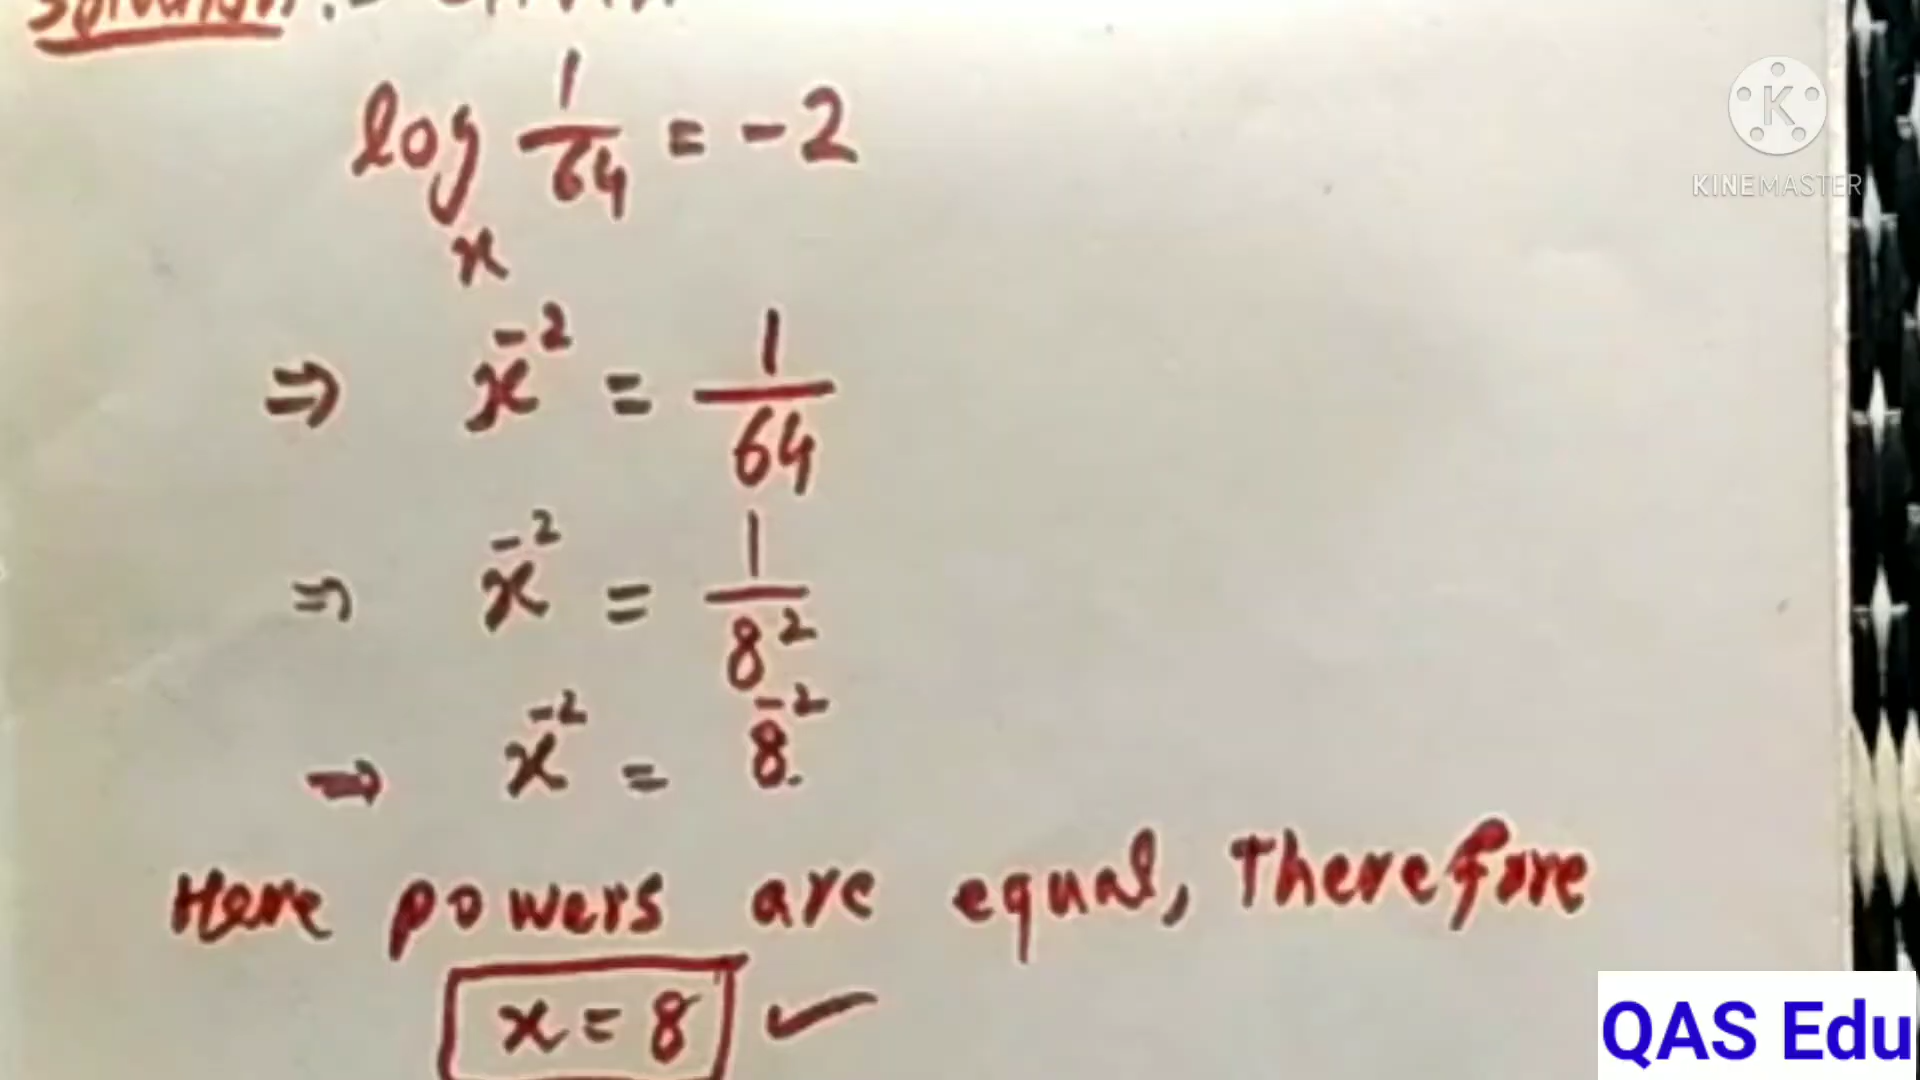 Solution :-
log_x 1/64 = -2
⇒ x^-2 = 1/64
⇒ x^-2 = 1/8^2
⇒ x^-2 = 8^-2
Here powers are equal, Therefore
x = 8 ✓
K
KINEMASTER
QAS Edu